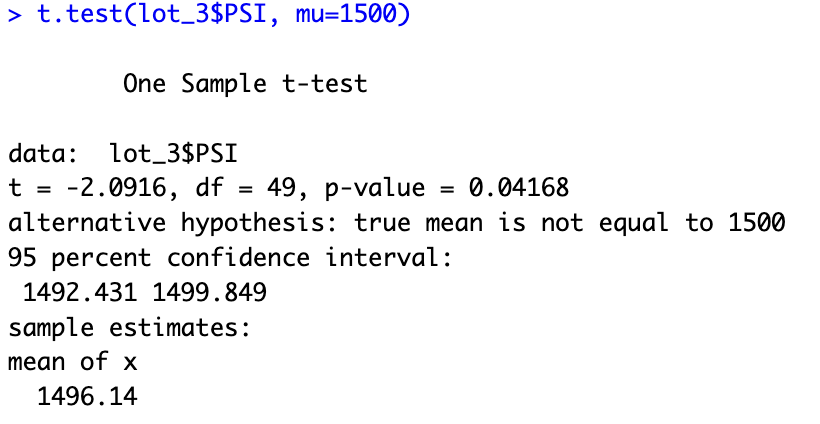 > t.test(lot_3$PSI, mu=1500)
One Sample t-test
data:  lot_3$PSI
t = -2.0916, df = 49, p-value = 0.04168
alternative hypothesis: true mean is not equal to 1500
95 percent confidence interval:
1492.431 1499.849
sample estimates:
mean of x
1496.14